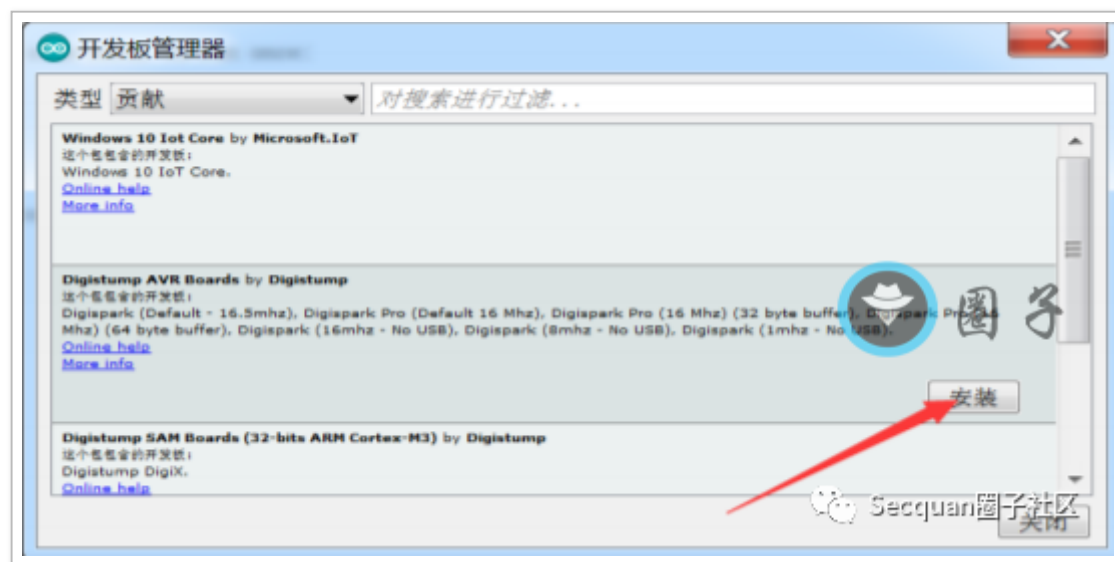 开发板管理器
类型 贡献 对搜索进行过滤...
Windows 10 Iot Core by Microsoft.IoT
这个包包含的开发板：
Windows 10 IoT Core.
Online help
More info
Digistump AVR Boards by Digistump
这个包包含的开发板：
Digispark (Default - 16.5mhz), Digispark Pro (Default 16 Mhz), Digispark Pro (16 Mhz) (32 byte buffer), Digispark Pro (16
Mhz) (64 byte buffer), Digispark (16mhz - No USB), Digispark (8mhz - No USB), Digispark (1mhz - No USB).
Online help
More info
圈子
安装
Digistump SAM Boards (32-bits ARM Cortex-M3) by Digistump
这个包包含的开发板：
Digistump DigiX.
Online help
Secquan圈子社区
关闭